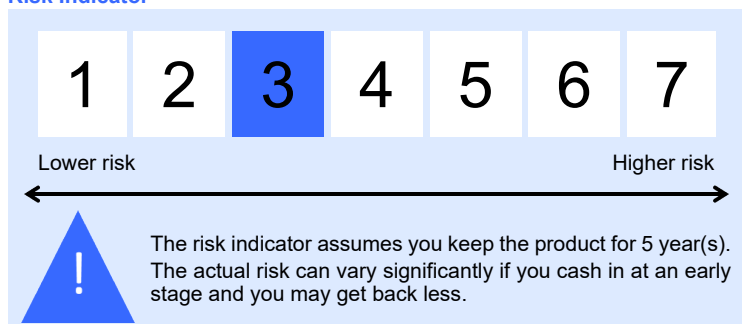 Risk Indicator
1 2 3 4 5 6 7
Lower risk Higher risk
!
The risk indicator assumes you keep the product for 5 year(s).
The actual risk can vary significantly if you cash in at an early
stage and you may get back less.